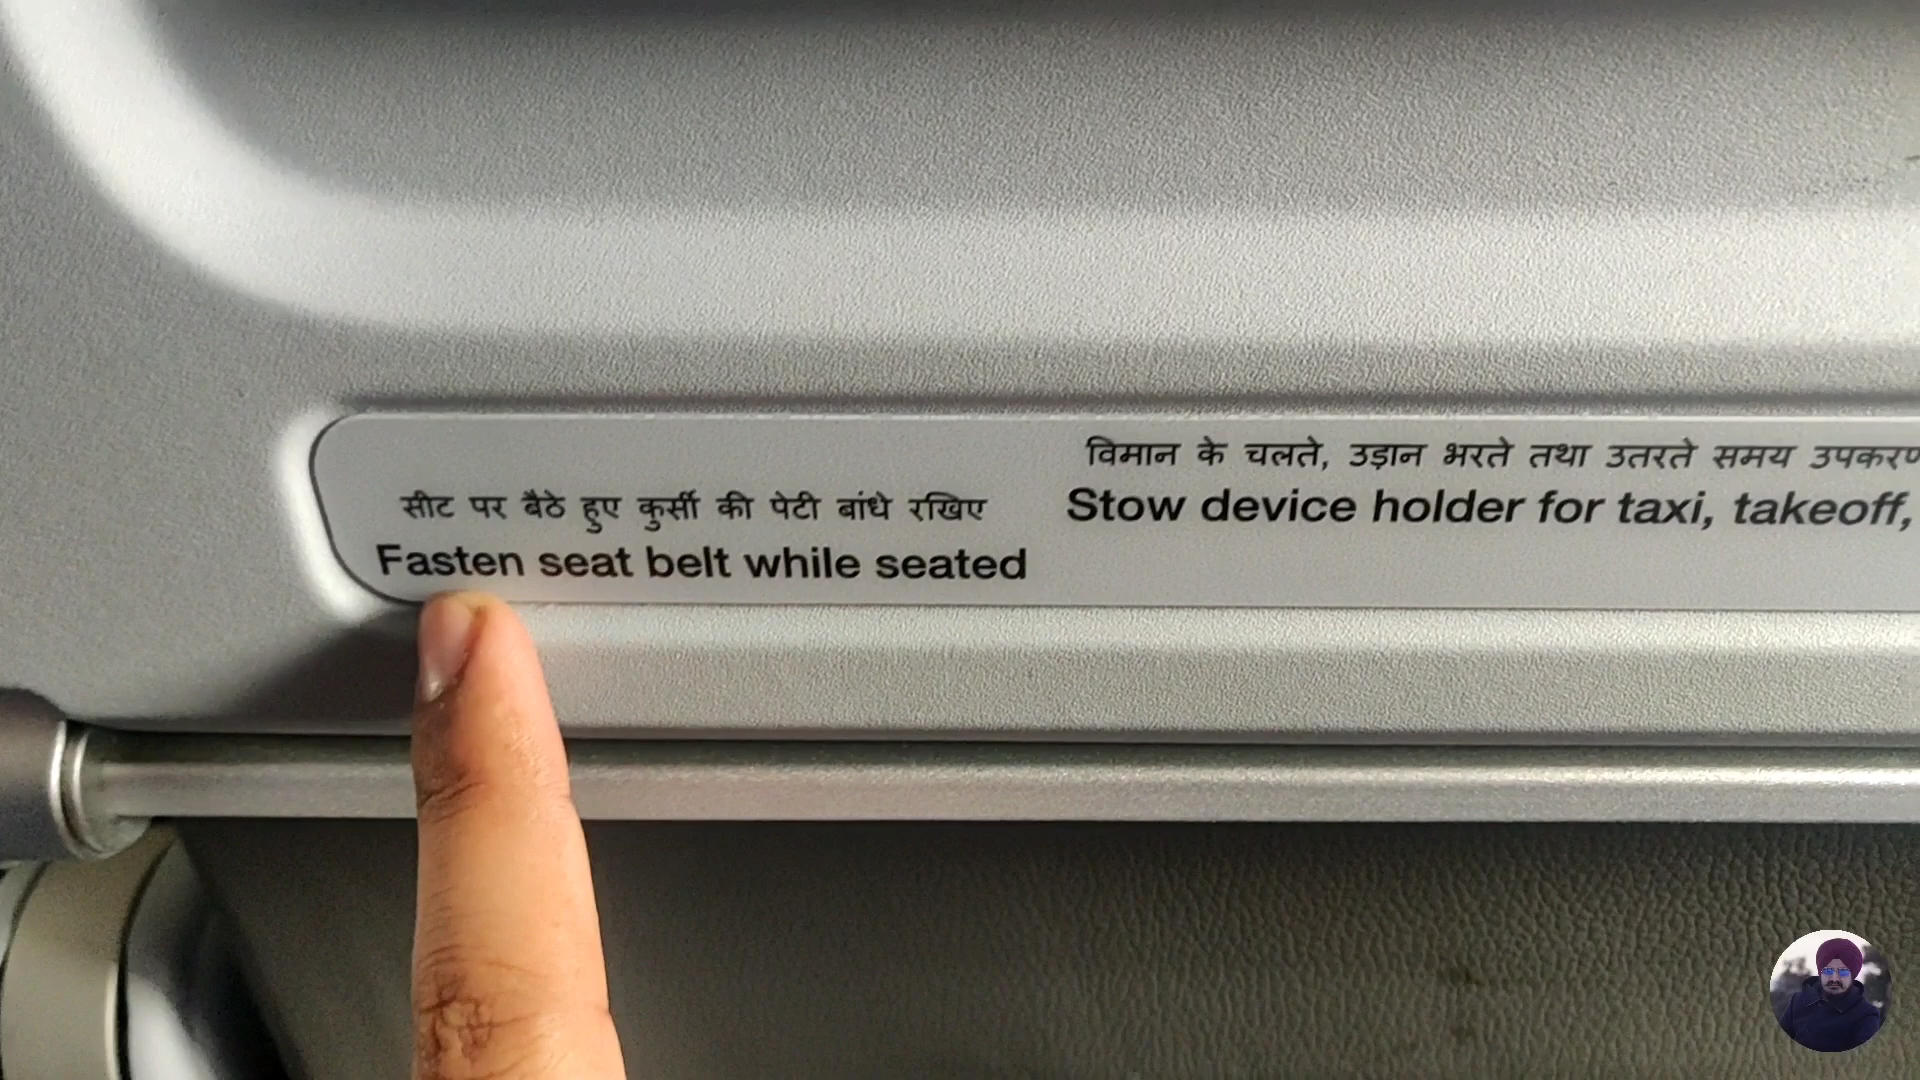 सीट पर बैठे हुए कुर्सी की पेटी बांधे रखिए
Fasten seat belt while seated
विमान के चलते, उड़ान भरते तथा उतरते समय उपकरण
Stow device holder for taxi, takeoff,